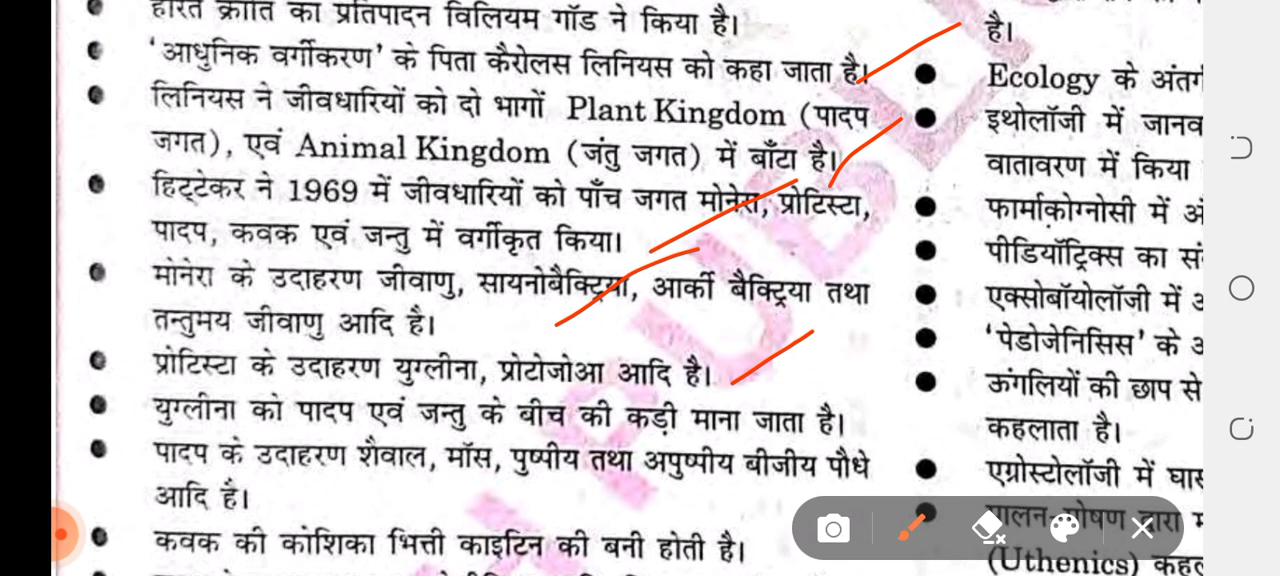 हरित क्रांति का प्रतिपादन विलियम गॉड ने किया है।
'आधुनिक वर्गीकरण' के पिता कैरोलस लिनियस को कहा जाता है।
लिनियस ने जीवधारियों को दो भागों Plant Kingdom (पादप
जगत), एवं Animal Kingdom (जंतु जगत) में बाँटा है।
हिट्टेकर ने 1969 में जीवधारियों को पाँच जगत मोनेरा, प्रोटिस्टा,
पादप, कवक एवं जन्तु में वर्गीकृत किया।
मोनेरा के उदाहरण जीवाणु, सायनोबैक्ट्रिया, आर्की बैक्ट्रिया तथा
तन्तुमय जीवाणु आदि है।
प्रोटिस्टा के उदाहरण युग्लीना, प्रोटोजोआ आदि है।
युग्लीना को पादप एवं जन्तु के बीच की कड़ी माना जाता है।
पादप के उदाहरण शैवाल, मॉस, पुष्पीय तथा अपुष्पीय बीजीय पौधे
आदि है।
कवक की कोशिका भित्ती काइटिन की बनी होती है।
है।
Ecology के अंतर्ग
इथोलॉजी में जानव
वातावरण में किया
फार्माकोग्नोसी में
पीडियॉट्रिक्स का
एक्सोबॉयोलॉजी में
'पेडोजेनिसिस' के
ऊंगलियों की छाप से
कहलाता है।
एग्रोस्टोलॉजी में घास
पालन-पोषण द्वारा
(Uthenics)